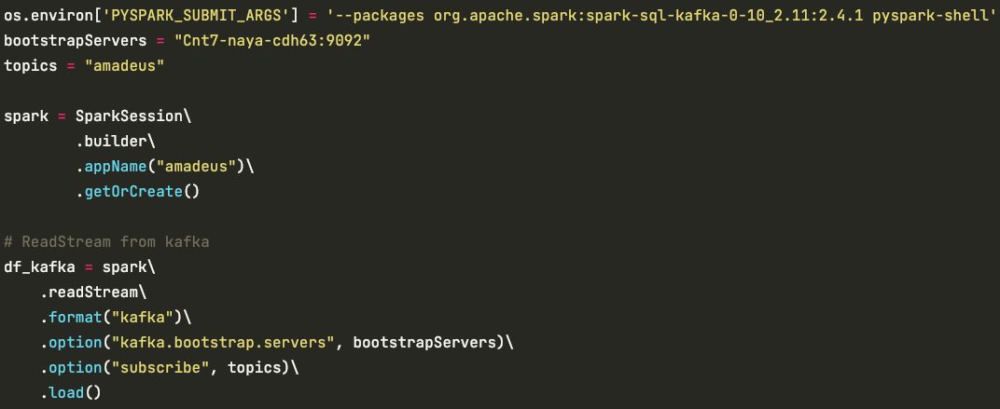 os.environ['PYSPARK_SUBMIT_ARGS'] = '--packages org.apache.spark:spark-sql-kafka-0-10_2.11:2.4.1 pyspark-shell'
bootstrapServers = "Cnt7-naya-cdh63:9092"
topics = "amadeus"

spark = SparkSession\
        .builder\
        .appName("amadeus")\
        .getOrCreate()

# ReadStream from kafka
df_kafka = spark\
    .readStream\
    .format("kafka")\
    .option("kafka.bootstrap.servers", bootstrapServers)\
    .option("subscribe", topics)\
    .load()